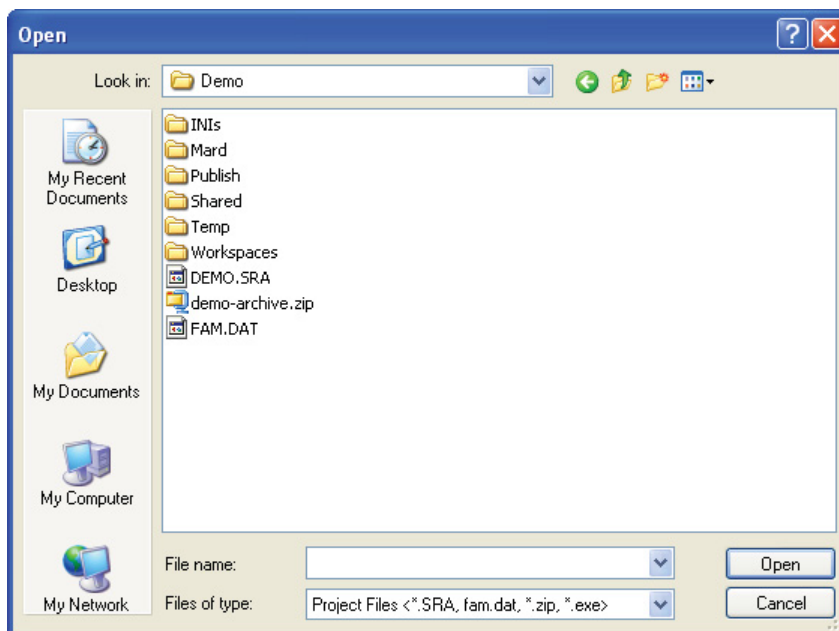 Open
Look in: Demo
INIs
Mard
Publish
Shared
Temp
Workspaces
DEMO.SRA
demo-archive.zip
FAM.DAT
My Recent
Documents
Desktop
My Documents
My Computer
My Network
File name: Open
Files of type: Project Files <*.SRA, fam.dat, *.zip, *.exe> Cancel